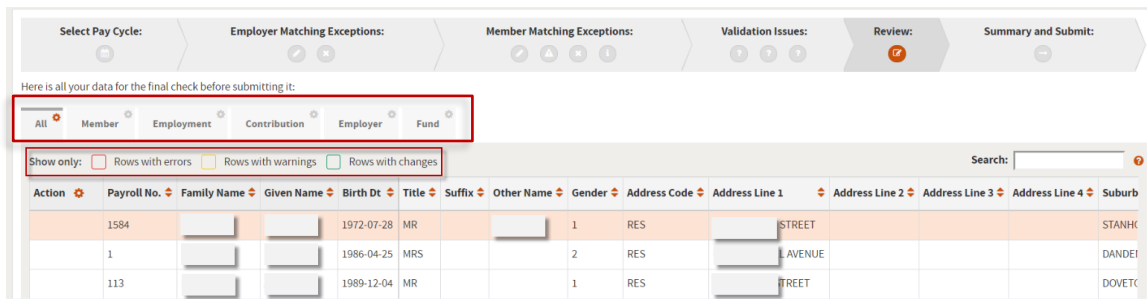 Select Pay Cycle: Employer Matching Exceptions: Member Matching Exceptions: Validation Issues: Review: Summary and Submit:
Here is all your data for the final check before submitting it:
All Member Employment Contribution Employer Fund
Show only: Rows with errors Rows with warnings Rows with changes Search:
Action Payroll No. Family Name Given Name Birth Dt Title Suffix Other Name Gender Address Code Address Line 1 Address Line 2 Address Line 3 Address Line 4 Suburb
1584 1972-07-28 MR 1 RES STREET STANHO
1 1986-04-25 MRS 2 RES L AVENUE DANDE
113 1989-12-04 MR 1 RES TREET DOVETO